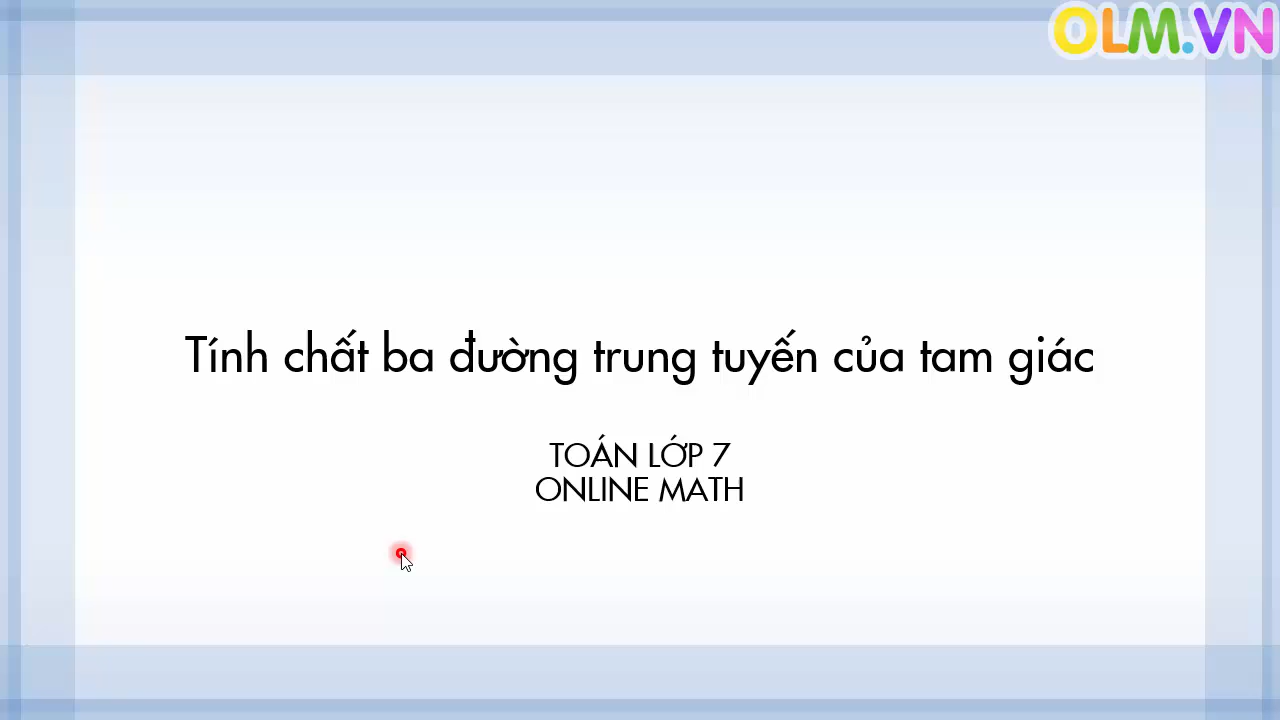 OLM.VN
Tính chất ba đường trung tuyến của tam giác
TOÁN LỚP 7
ONLINE MATH